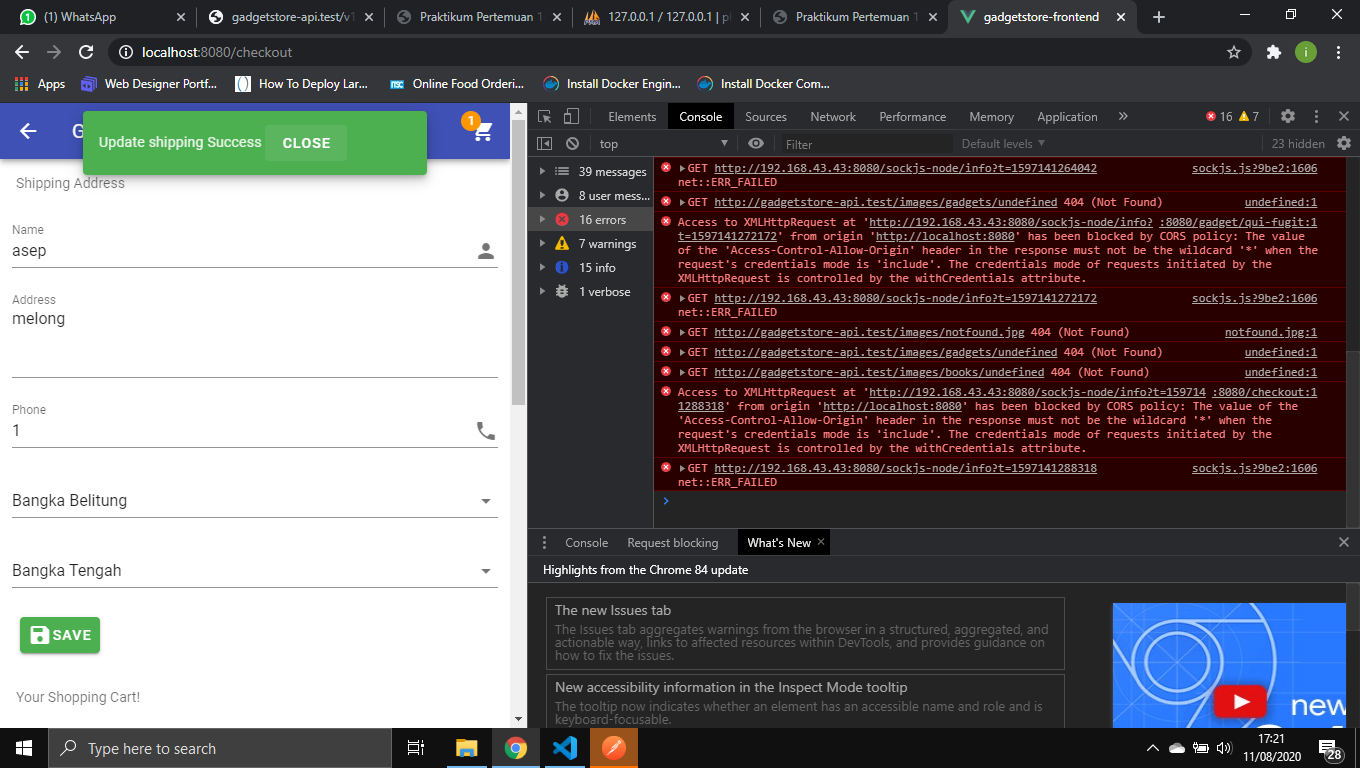 (1) WhatsApp
gadgetstore-api.test/v1
Praktikum Pertemuan 1
127.0.0.1 / 127.0.0.1 | p
Praktikum Pertemuan 1
gadgetstore-frontend
localhost:8080/checkout
i
Apps
Web Designer Portf...
How To Deploy Lar...
Online Food Orderi...
Install Docker Engin...
Install Docker Com...
G
Update shipping Success CLOSE
1
Shipping Address
Name
asep
Address
melong
Phone
1
Bangka Belitung
Bangka Tengah
SAVE
Your Shopping Cart!
Elements Console Sources Network Performance Memory Application » 16 7
top Filter Default levels 23 hidden
39 messages
8 user mess...
16 errors
7 warnings
15 info
1 verbose
GET http://192.168.43.43:8080/sockjs-node/info?t=1597141264042 sockjs.js?9be2:1606
net::ERR_FAILED
GET http://gadgetstore-api.test/images/gadgets/undefined 404 (Not Found) undefined:1
Access to XMLHttpRequest at 'http://192.168.43.43:8080/sockjs-node/info? :8080/gadget/qui-fugit:1
t=1597141272172' from origin 'http://localhost:8080' has been blocked by CORS policy: The value
of the 'Access-Control-Allow-Origin' header in the response must not be the wildcard '*' when the
request's credentials mode is 'include'. The credentials mode of requests initiated by the
XMLHttpRequest is controlled by the withCredentials attribute.
GET http://192.168.43.43:8080/sockjs-node/info?t=1597141272172 sockjs.js?9be2:1606
net::ERR_FAILED
GET http://gadgetstore-api.test/images/notfound.jpg 404 (Not Found) notfound.jpg:1
GET http://gadgetstore-api.test/images/gadgets/undefined 404 (Not Found) undefined:1
GET http://gadgetstore-api.test/images/books/undefined 404 (Not Found) undefined:1
Access to XMLHttpRequest at 'http://192.168.43.43:8080/sockjs-node/info?t=159714 :8080/checkout:1
1288318' from origin 'http://localhost:8080' has been blocked by CORS policy: The value of the
'Access-Control-Allow-Origin' header in the response must not be the wildcard '*' when the
request's credentials mode is 'include'. The credentials mode of requests initiated by the
XMLHttpRequest is controlled by the withCredentials attribute.
GET http://192.168.43.43:8080/sockjs-node/info?t=1597141288318 sockjs.js?9be2:1606
net::ERR_FAILED
Console Request blocking What's New
Highlights from the Chrome 84 update
The new Issues tab
The Issues tab aggregates warnings from the browser in a structured, aggregated, and
actionable way, links to affected resources within DevTools, and provides guidance on
how to fix the issues.
New accessibility information in the Inspect Mode tooltip
The tooltip now indicates whether an element has an accessible name and role and is
keyboard-focusable.
new
Type here to search
17:21
11/08/2020
28